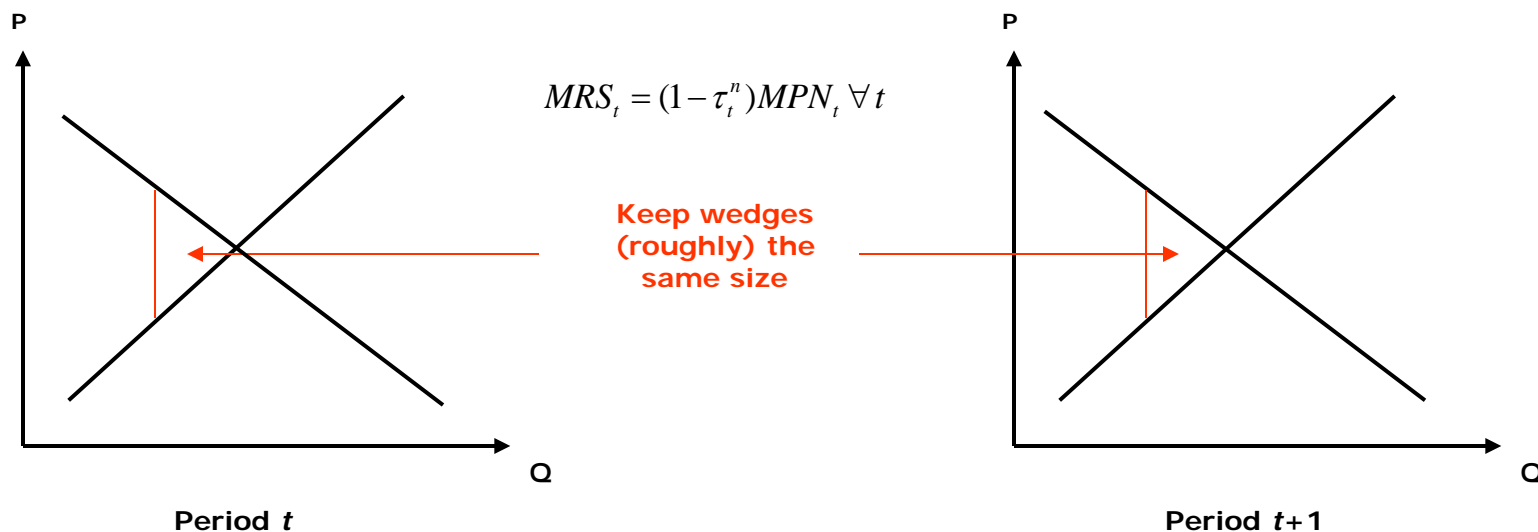 P
P
MRS_t = (1 − τ_t^n)MPN_t ∀ t
Keep wedges
(roughly) the
same size
Q
Q
Period t
Period t+1